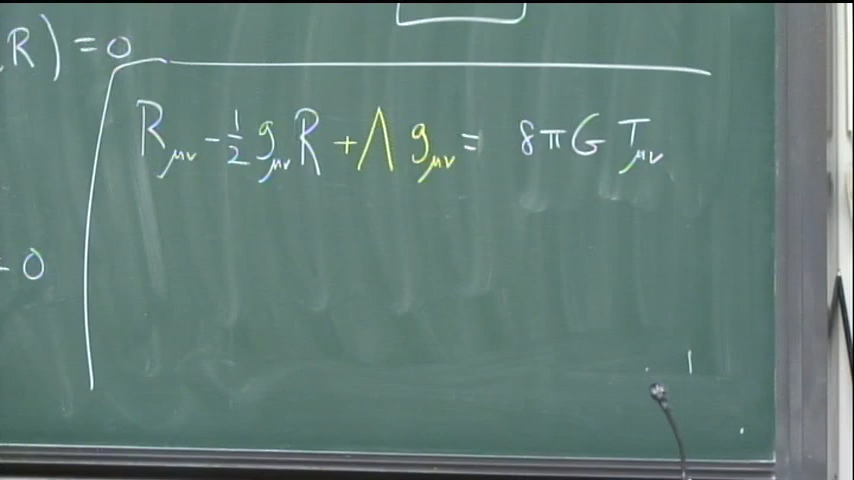 R) = 0
R_μν - 1/2 g_μν R + Λ g_μν = 8πG T_μν
- 0